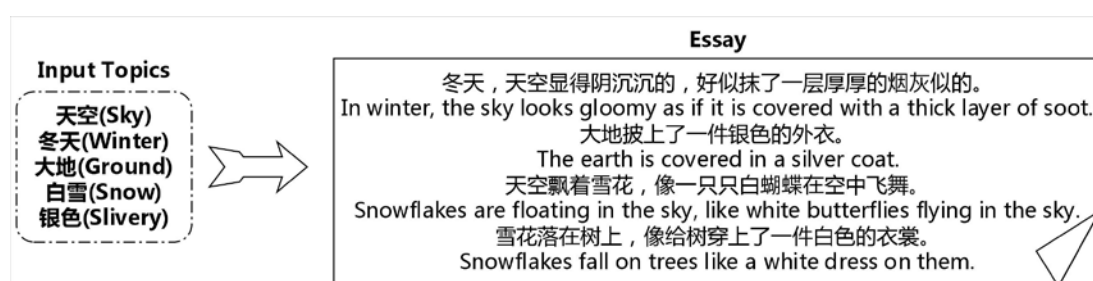 Essay
Input Topics
天空(Sky)
冬天(Winter)
大地(Ground)
白雪(Snow)
银色(Slivery)
冬天，天空显得阴沉沉的，好似抹了一层厚厚的烟灰似的。
In winter, the sky looks gloomy as if it is covered with a thick layer of soot.
大地披上了一件银色的外衣。
The earth is covered in a silver coat.
天空飘着雪花，像一只只白蝴蝶在空中飞舞。
Snowflakes are floating in the sky, like white butterflies flying in the sky.
雪花落在树上，像给树穿上了一件白色的衣裳。
Snowflakes fall on trees like a white dress on them.